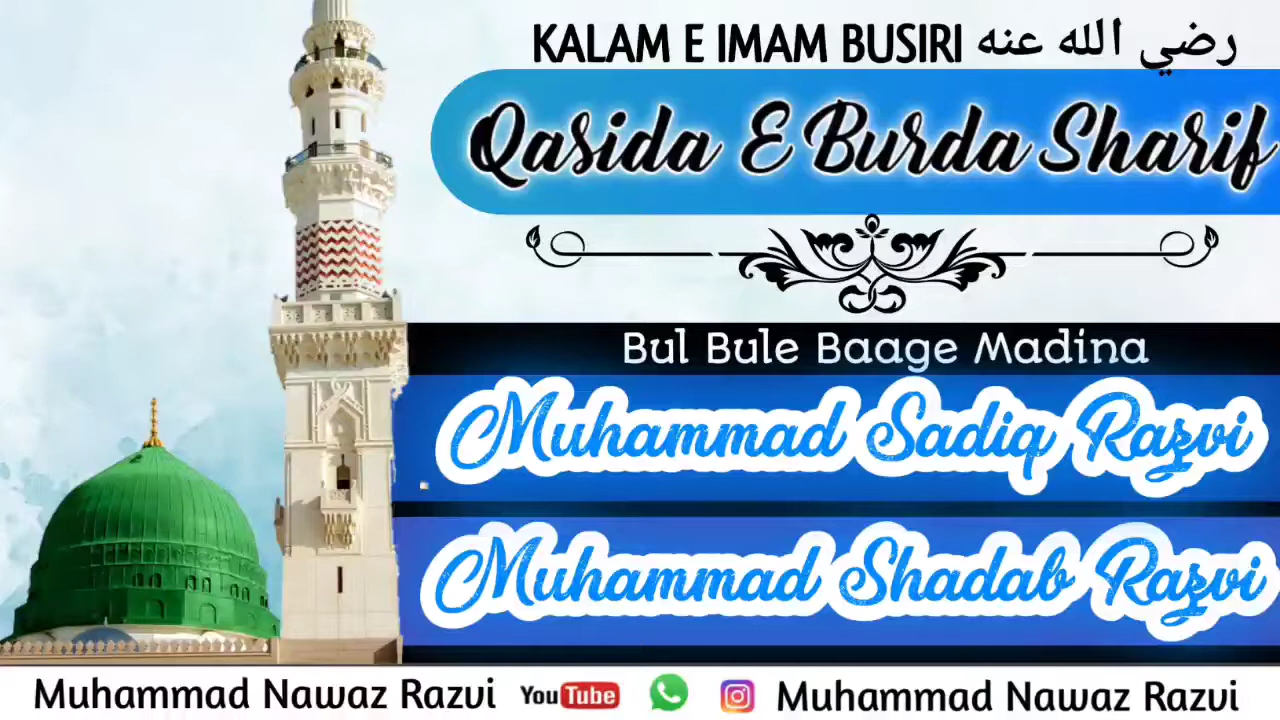 KALAM E IMAM BUSIRI رضي الله عنه
Qasida E Burda Sharif
Bul Bule Baage Madina
Muhammad Sadiq Razvi
Muhammad Shadab Razvi
Muhammad Nawaz Razvi YouTube Muhammad Nawaz Razvi